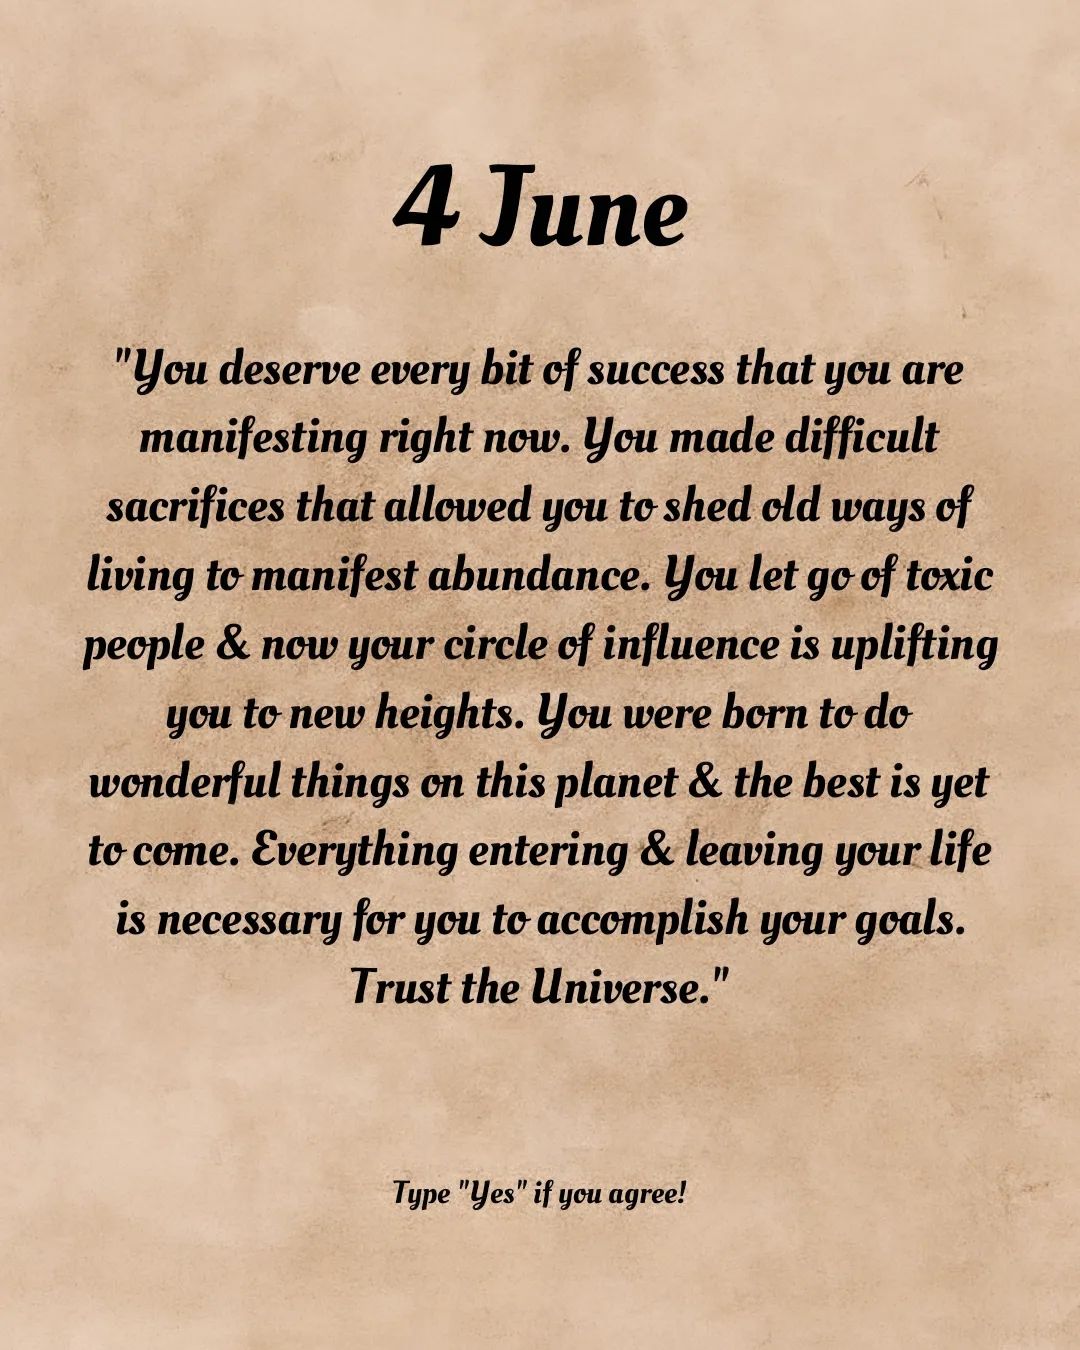 4 June
"You deserve every bit of success that you are
manifesting right now. You made difficult
sacrifices that allowed you to shed old ways of
living to manifest abundance. You let go of toxic
people & now your circle of influence is uplifting
you to new heights. You were born to do
wonderful things on this planet & the best is yet
to come. Everything entering & leaving your life
is necessary for you to accomplish your goals.
Trust the Universe."
Type "Yes" if you agree!